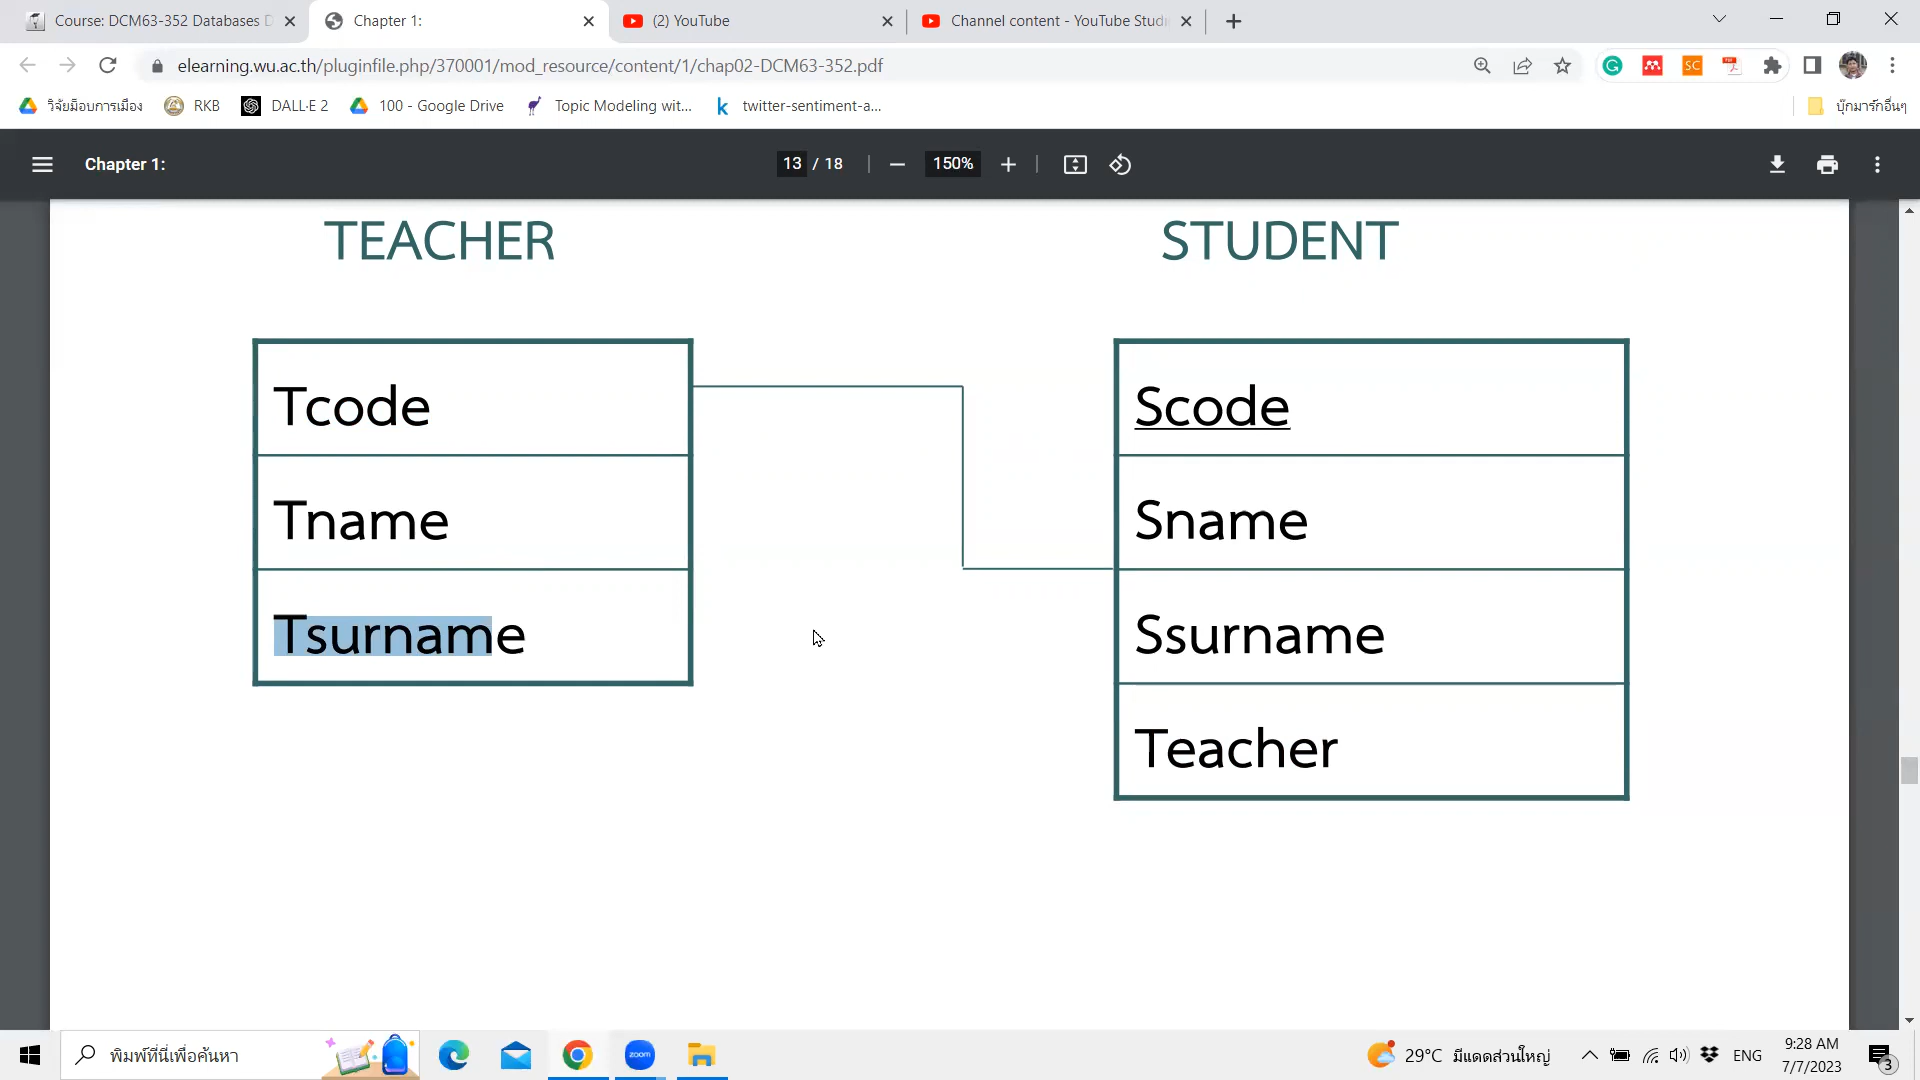 Course: DCM63-352 Databases D
Chapter 1:
(2) YouTube
Channel content - YouTube Studi
elearning.wu.ac.th/pluginfile.php/370001/mod_resource/content/1/chap02-DCM63-352.pdf
วิจัยม็อบการเมือง
RKB
DALL·E 2
100 - Google Drive
Topic Modeling wit...
twitter-sentiment-a...
บุ๊กมาร์กอื่นๆ
Chapter 1:
13 / 18
150%
TEACHER
STUDENT
Tcode
Tname
Tsurname
Scode
Sname
Ssurname
Teacher
พิมพ์ที่นี่เพื่อค้นหา
zoom
29°C มีแดดส่วนใหญ่
ENG
9:28 AM
7/7/2023
3